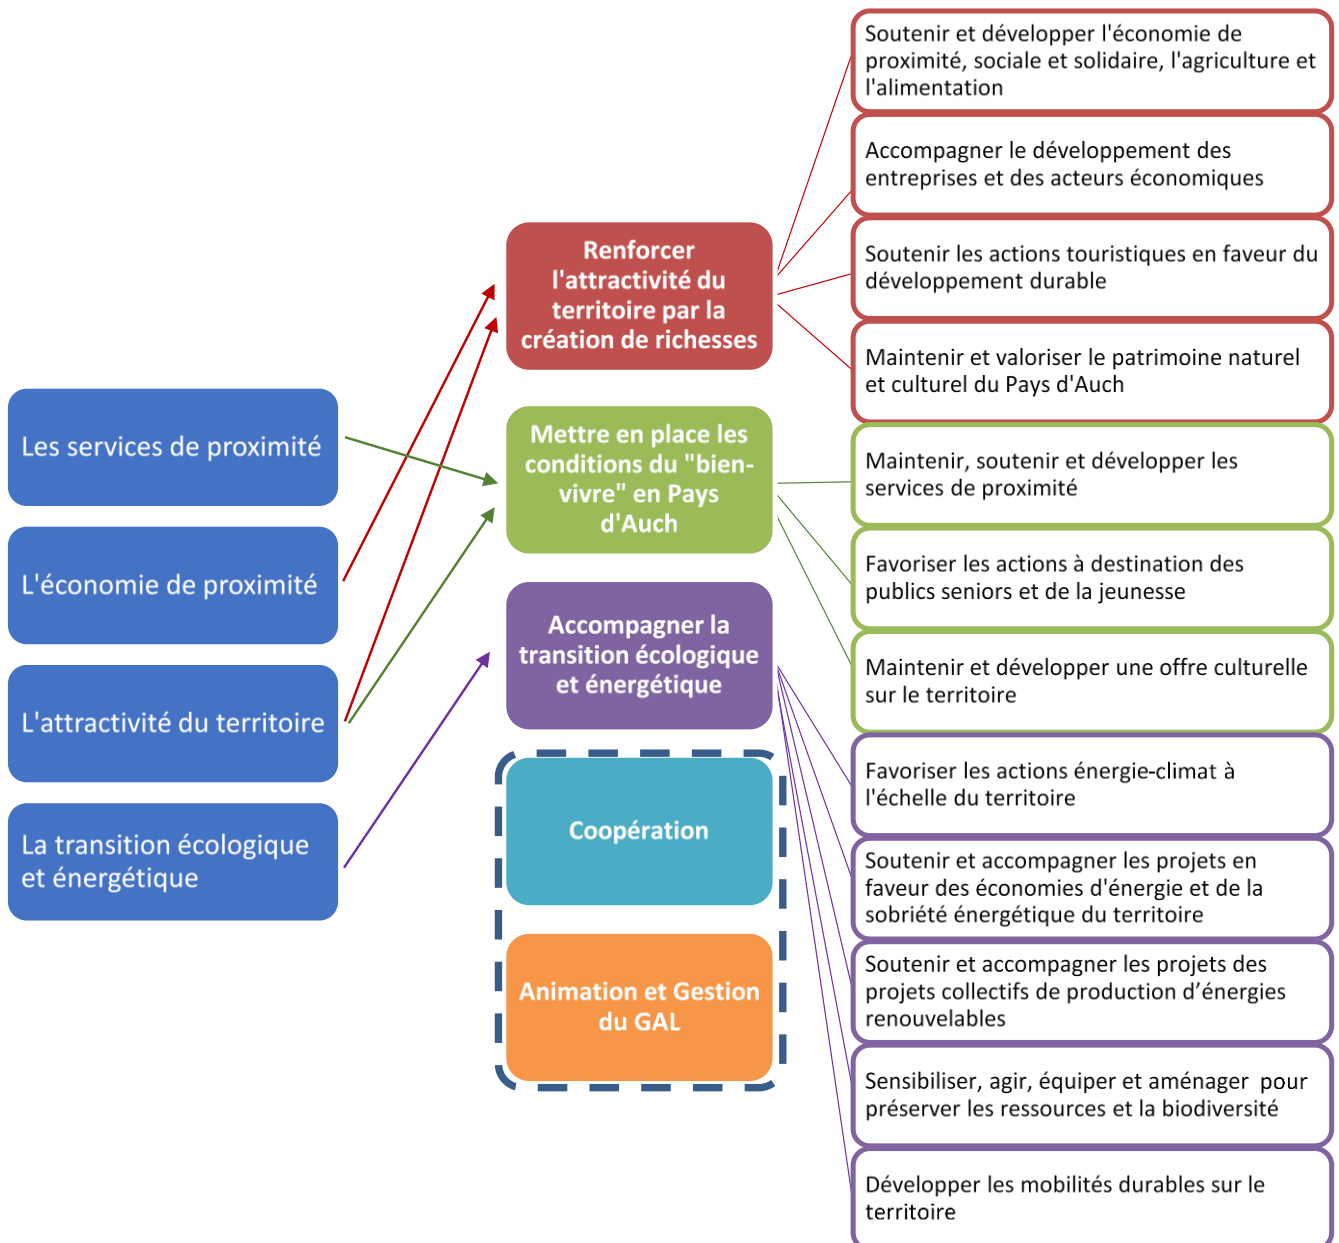 Les services de proximité
L'économie de proximité
L'attractivité du territoire
La transition écologique
et énergétique
Renforcer
l'attractivité du
territoire par la
création de richesses
Mettre en place les
conditions du "bien-
vivre" en Pays
d'Auch
Accompagner la
transition écologique
et énergétique
Coopération
Animation et Gestion
du GAL
Soutenir et développer l'économie de
proximité, sociale et solidaire, l'agriculture et
l'alimentation
Accompagner le développement des
entreprises et des acteurs économiques
Soutenir les actions touristiques en faveur du
développement durable
Maintenir et valoriser le patrimoine naturel
et culturel du Pays d'Auch
Maintenir, soutenir et développer les
services de proximité
Favoriser les actions à destination des
publics seniors et de la jeunesse
Maintenir et développer une offre culturelle
sur le territoire
Favoriser les actions énergie-climat à
l'échelle du territoire
Soutenir et accompagner les projets en
faveur des économies d'énergie et de la
sobriété énergétique du territoire
Soutenir et accompagner les projets des
projets collectifs de production d’énergies
renouvelables
Sensibiliser, agir, équiper et aménager pour
préserver les ressources et la biodiversité
Développer les mobilités durables sur le
territoire